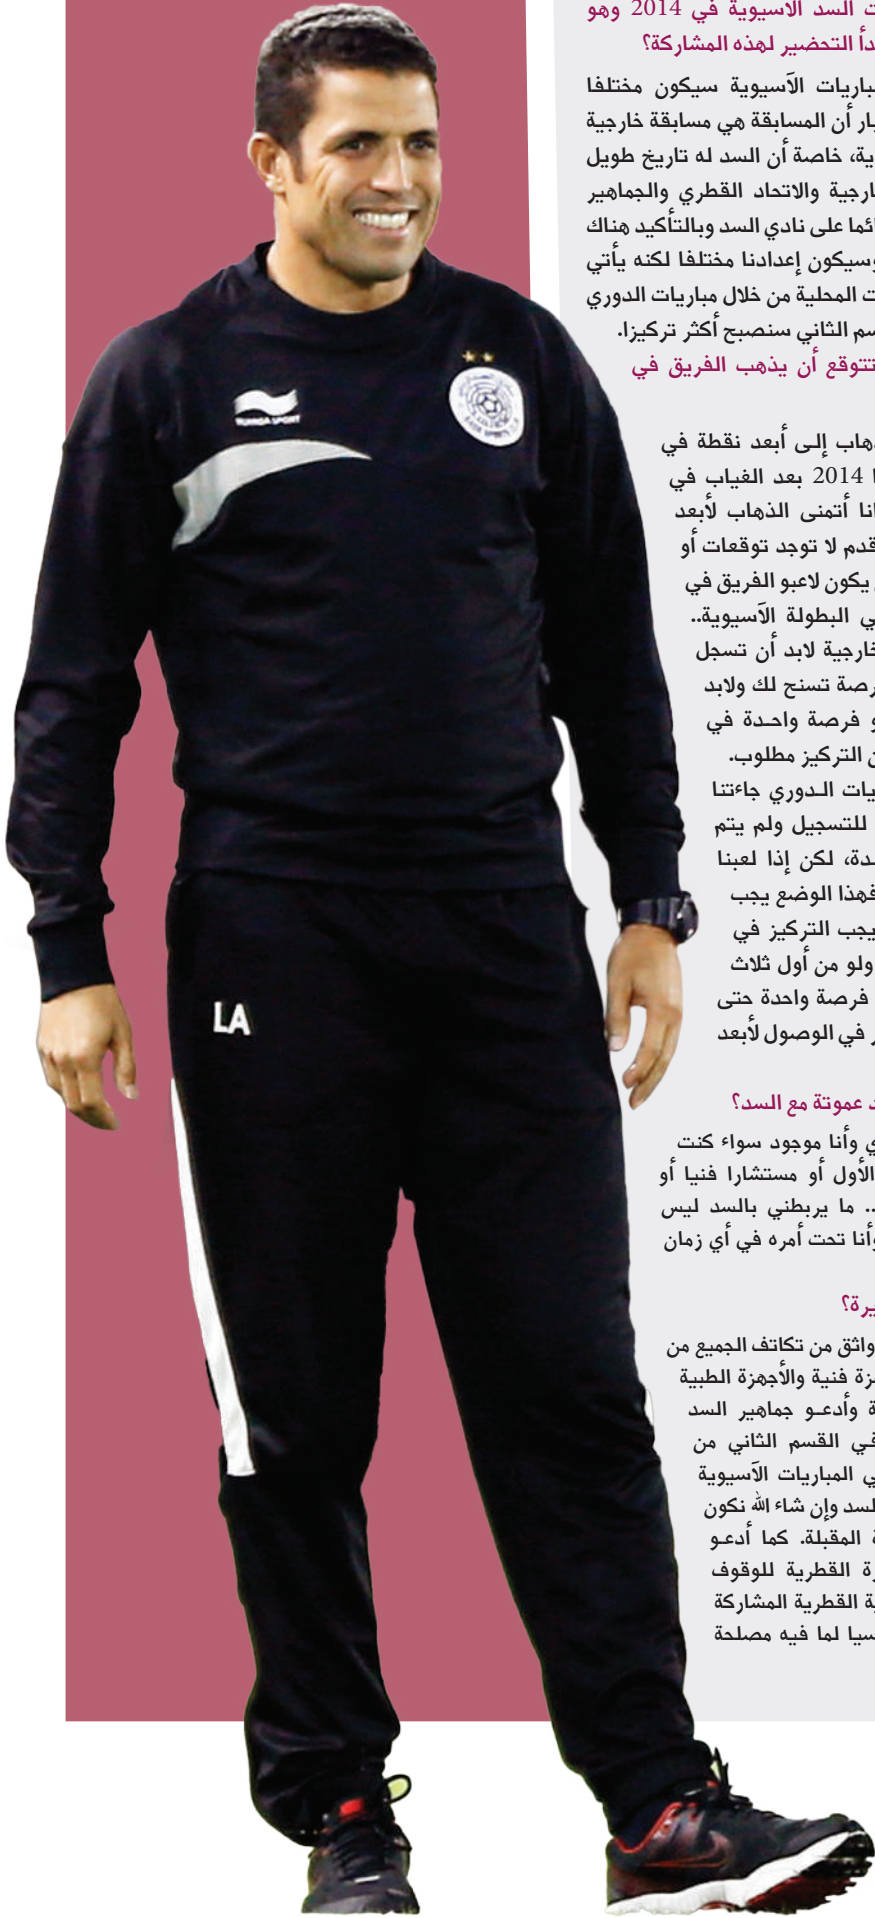 ت السد الآسيوية في 2014 وهو
دأ التحضير لهذه المشاركة؟
باريات الآسيوية سيكون مختلفا
بار أن المسابقة هي مسابقة خارجية
ية، خاصة أن السد له تاريخ طويل
ارجية والاتحاد القطري والجماهير
ائما على نادي السد وبالتأكيد هناك
وسيكون إعدادنا مختلفا لكنه يأتي
ت المحلية من خلال مباريات الدوري
سم الثاني سنصبح أكثر تركيزا.
تتوقع أن يذهب الفريق في
هاب إلى أبعد نقطة في
ا 2014 بعد الغياب في
انا أتمنى الذهاب لأبعد
قدم لا توجد توقعات أو
يكون لاعبو الفريق في
ي البطولة الآسيوية..
خارجية لابد أن تسجل
رصة تسنح لك ولابد
و فرصة واحدة في
ن التركيز مطلوب.
يات الدوري جاءتنا
للتسجيل ولم يتم
دة، لكن إذا لعبنا
فهذا الوضع يجب
يجب التركيز في
ولو من أول ثلاث
فرصة واحدة حتى
ر في الوصول لأبعد
د عموتة مع السد؟
ي وأنا موجود سواء كنت
الأول أو مستشارا فنيا أو
.. ما يربطني بالسد ليس
وأنا تحت أمره في أي زمان
يرة؟
واثق من تكاتف الجميع من
هزة فنية والأجهزة الطبية
ة وأدعو جماهير السد
في القسم الثاني من
ي المباريات الآسيوية
لسد وإن شاء الله نكون
ة المقبلة. كما أدعو
رة القطرية للوقوف
ية القطرية المشاركة
سيا لما فيه مصلحة
LA